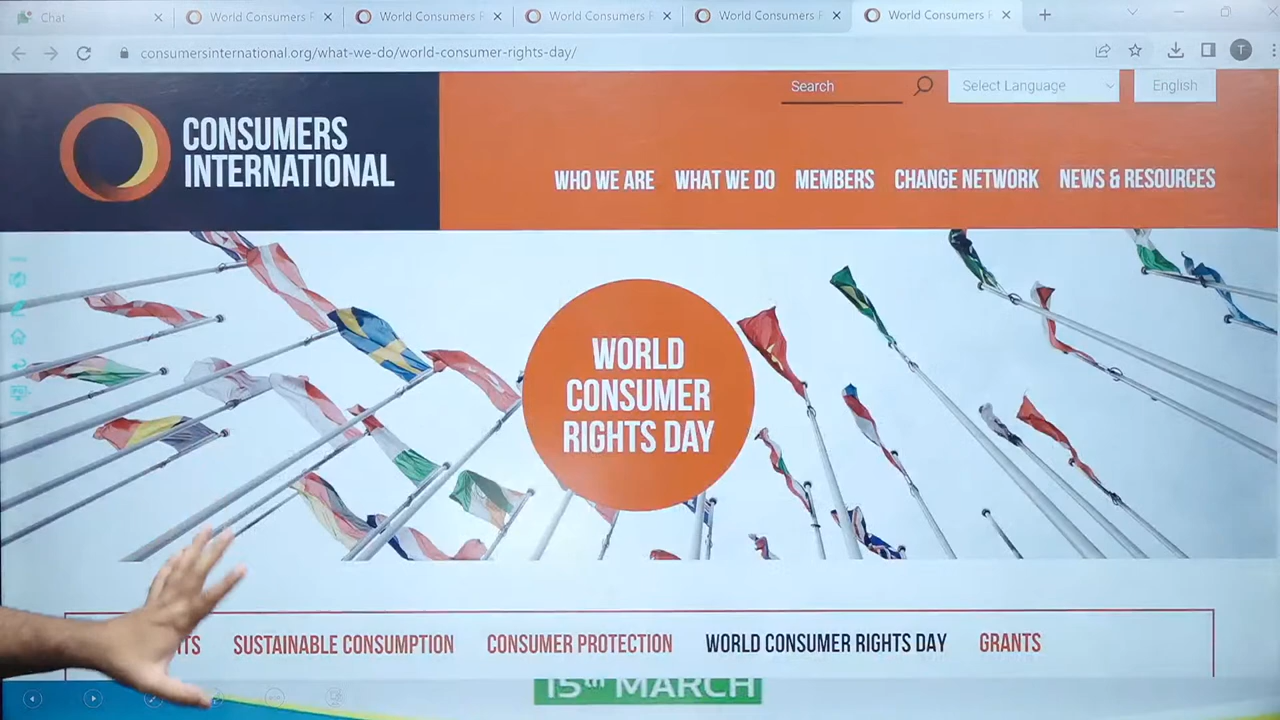 Chat
World Consumers R
World Consumers R
World Consumers F
World Consumers F
World Consumers F
consumersinternational.org/what-we-do/world-consumer-rights-day/
T
Search
Select Language
English
CONSUMERS
INTERNATIONAL
WHO WE ARE
WHAT WE DO
MEMBERS
CHANGE NETWORK
NEWS & RESOURCES
WORLD
CONSUMER
RIGHTS DAY
SUSTAINABLE CONSUMPTION
CONSUMER PROTECTION
WORLD CONSUMER RIGHTS DAY
GRANTS
15th MARCH